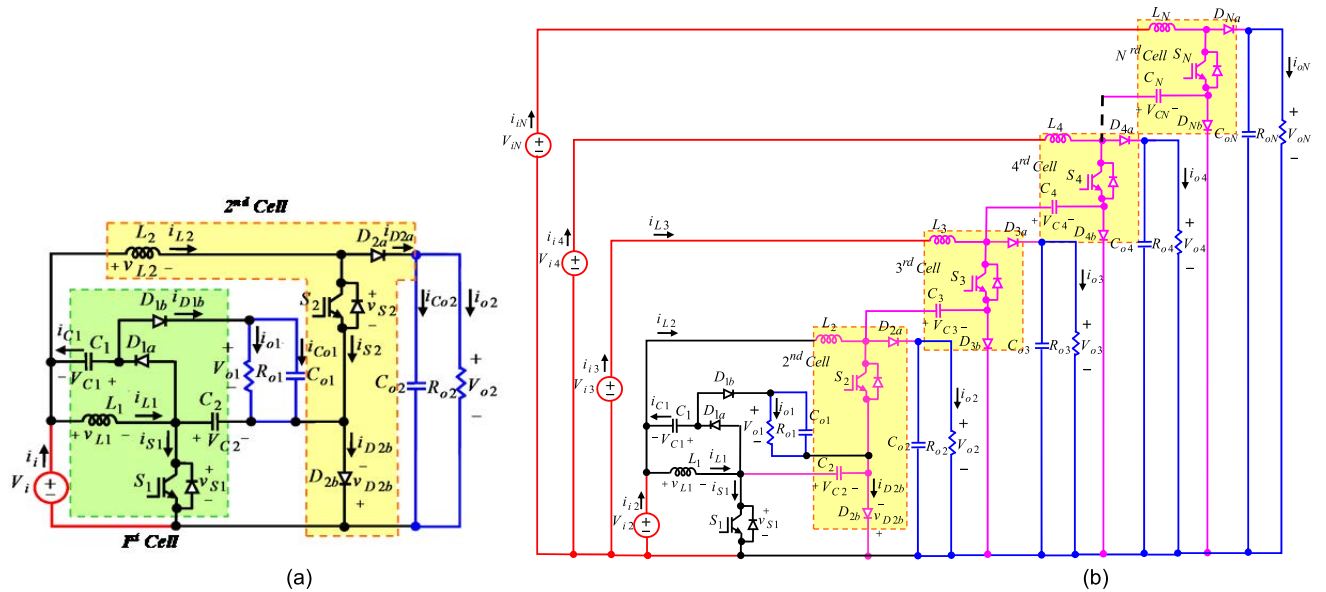 2nd Cell
L2
iL2
D2a
iD2a
+ vL2 −
D1b
iD1b
S2
+
vS2
−
iCo2
io2
iC1
C1
D1a
io1
iCo1
iS2
− VC1 +
+
Vo1
−
Ro1
Co1
Co2
Ro2
+
Vo2
−
L1
iL1
C2
+ vL1 −
iS1
+ VC2 −
iD2b
ii
Vi
S1
+
vS1
−
D2b
−
vD2b
+
Ist Cell
(a)
LN
DNa
Nrd Cell
SN
ioN
CN
+ VCN −
iiN
ViN
DNb
CoN
RoN
+
VoN
−
L4
D4a
4rd Cell
S4
io4
C4
+ VC4 −
ii4
Vi4
D4b
Co4
Ro4
+
Vo4
−
iL3
L3
D3a
3rd Cell
S3
io3
C3
+ VC3 −
ii3
Vi3
D3b
Co3
Ro3
+
Vo3
−
iL2
L2
D2a
2nd Cell
S2
io2
D1b
iC1
C1
D1a
− VC1 +
+
Vo1
−
io1
Ro1
Co1
Co2
Ro2
+
Vo2
−
L1
iL1
C2
+ vL1 −
iS1
+ VC2 −
iD2b
ii2
Vi2
S1
+
vS1
−
D2b
−
vD2b
+
(b)